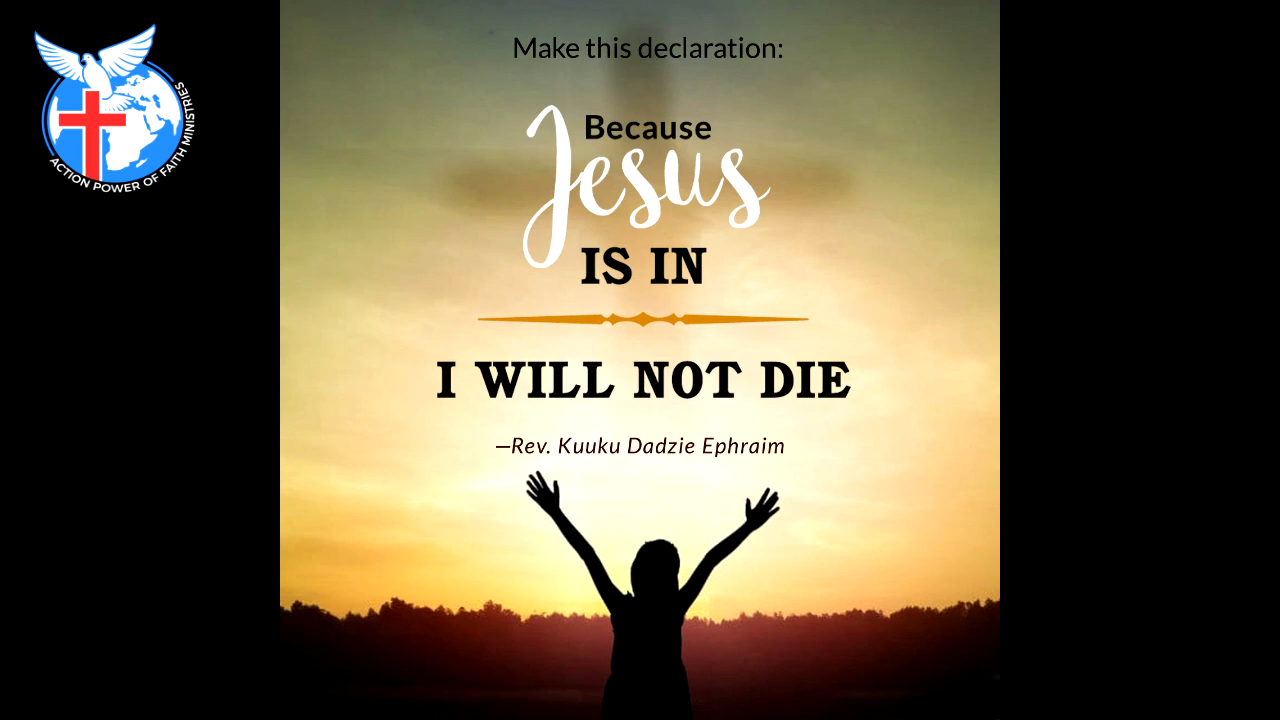 ACTION POWER OF FAITH MINISTRIES
Make this declaration:
Because
Jesus
IS IN
I WILL NOT DIE
—Rev. Kuuku Dadzie Ephraim